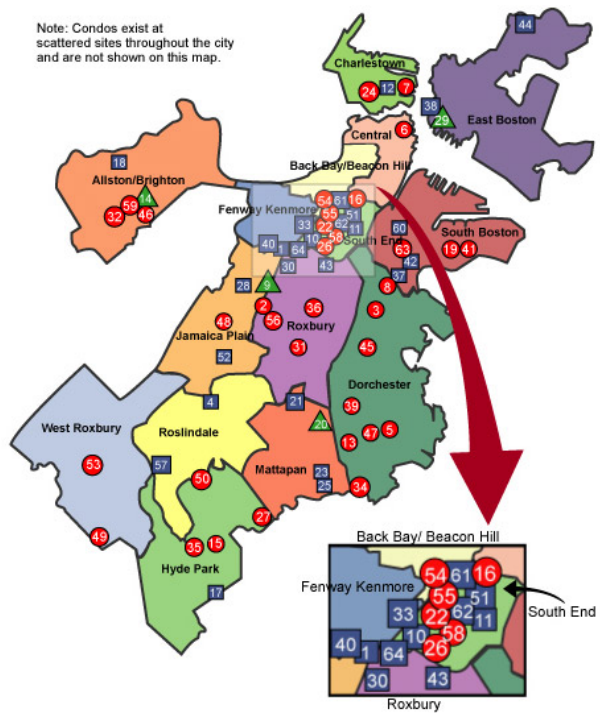 Note: Condos exist at
scattered sites throughout the city
and are not shown on this map.
44
Charlestown
24 12 7
38
29
East Boston
6
Central
18
Back Bay/Beacon Hill
Allston/Brighton
14
59
32 46
54 61 16
Fenway Kenmore
55 51
33 22 62 11
60
South Boston
10 58
South End
40 1 64 26
63
19 41
42
30 43
37
28 9
8
2
36
3
48
56
Roxbury
Jamaica Plain
31
45
52
Dorchester
4
21
39
20
West Roxbury
Roslindale
47 5
13
53
57
Mattapan
23
50
25
34
27
49
35 15
Hyde Park
17
Back Bay/ Beacon Hill
54 61 16
Fenway Kenmore
55 51
33 22 62 11
South End
10 58
40 1 64 26
30 43
Roxbury